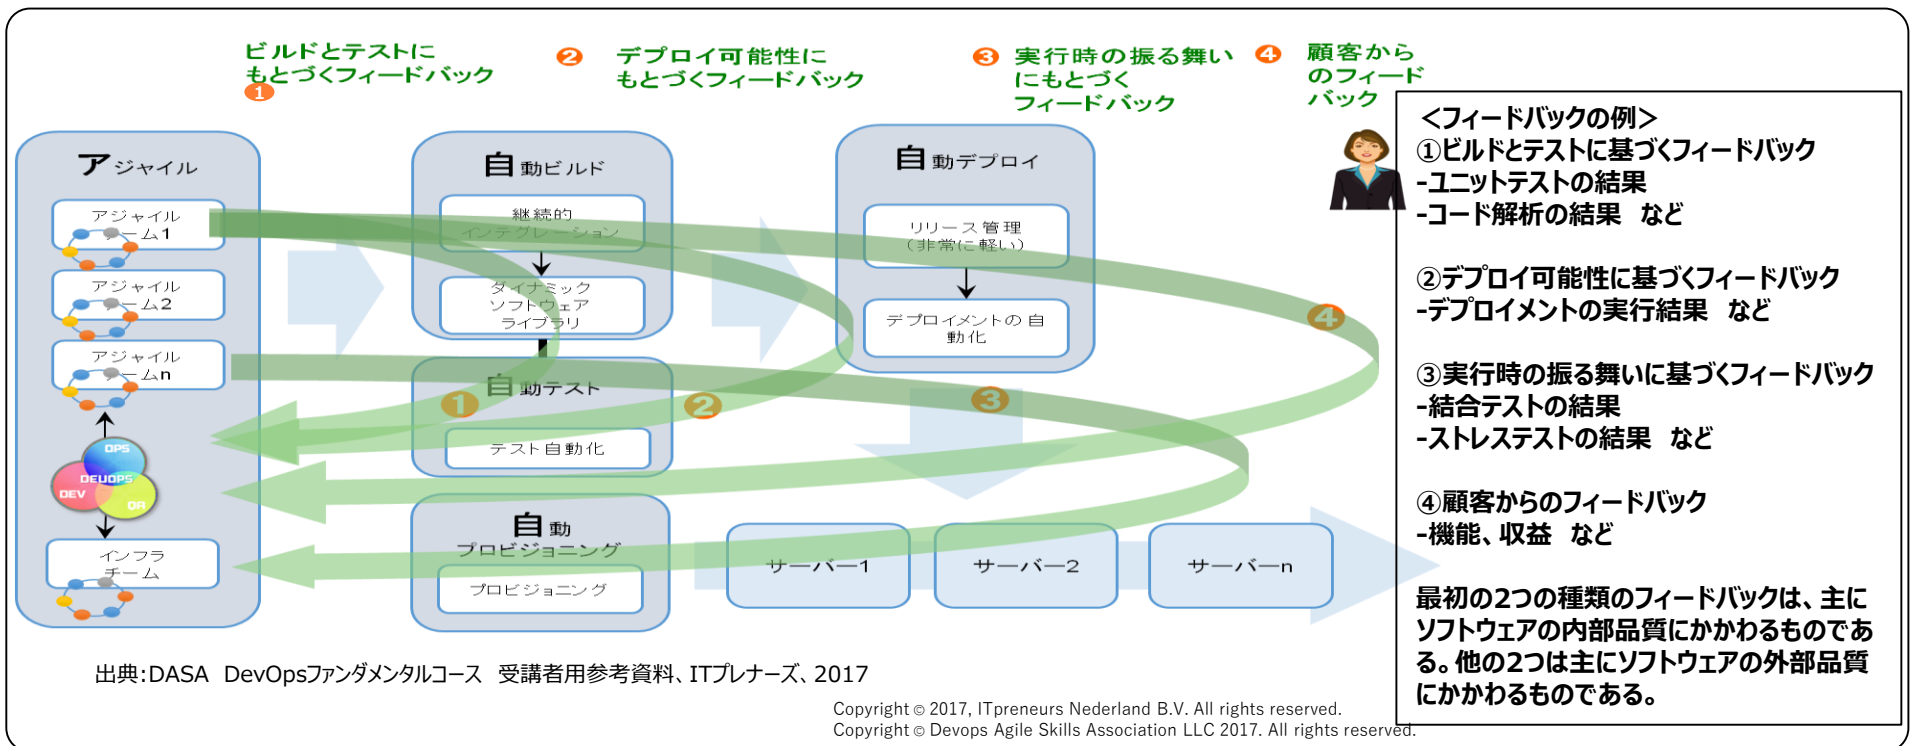 ビルドとテストに
もとづくフィードバック
①
② デプロイ可能性に
もとづくフィードバック
③ 実行時の振る舞い
にもとづく
フィードバック
④ 顧客から
のフィード
バック
アジャイル
アジャイル
チーム1
アジャイル
チーム2
アジャイル
チームn
OPS
DEVOPS
DEV
QA
インフラ
チーム
自動ビルド
継続的
インテグレーション
ダイナミック
ソフトウェア
ライブラリ
自動テスト
テスト自動化
自動
プロビジョニング
プロビジョニング
自動デプロイ
リリース管理
(非常に軽い)
デプロイメントの自
動化
①
②
③
④
サーバー1
サーバー2
サーバーn
<フィードバックの例>
①ビルドとテストに基づくフィードバック
-ユニットテストの結果
-コード解析の結果 など
②デプロイ可能性に基づくフィードバック
-デプロイメントの実行結果 など
③実行時の振る舞いに基づくフィードバック
-結合テストの結果
-ストレステストの結果 など
④顧客からのフィードバック
-機能、収益 など
最初の2つの種類のフィードバックは、主に
ソフトウェアの内部品質にかかわるものであ
る。他の2つは主にソフトウェアの外部品質
にかかわるものである。
出典:DASA DevOpsファンダメンタルコース 受講者用参考資料、ITプレナーズ、2017
Copyright © 2017, ITpreneurs Nederland B.V. All rights reserved.
Copyright © Devops Agile Skills Association LLC 2017. All rights reserved.